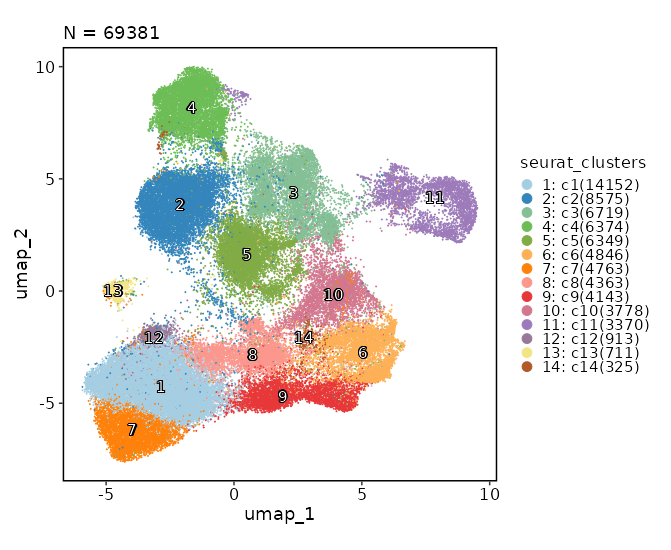 N = 69381
umap_2
10
5
0
-5
4
2
3
11
5
13
10
12
14
8
6
1
9
7
-5
0
5
10
umap_1
seurat_clusters
1: c1(14152)
2: c2(8575)
3: c3(6719)
4: c4(6374)
5: c5(6349)
6: c6(4846)
7: c7(4763)
8: c8(4363)
9: c9(4143)
10: c10(3778)
11: c11(3370)
12: c12(913)
13: c13(711)
14: c14(325)